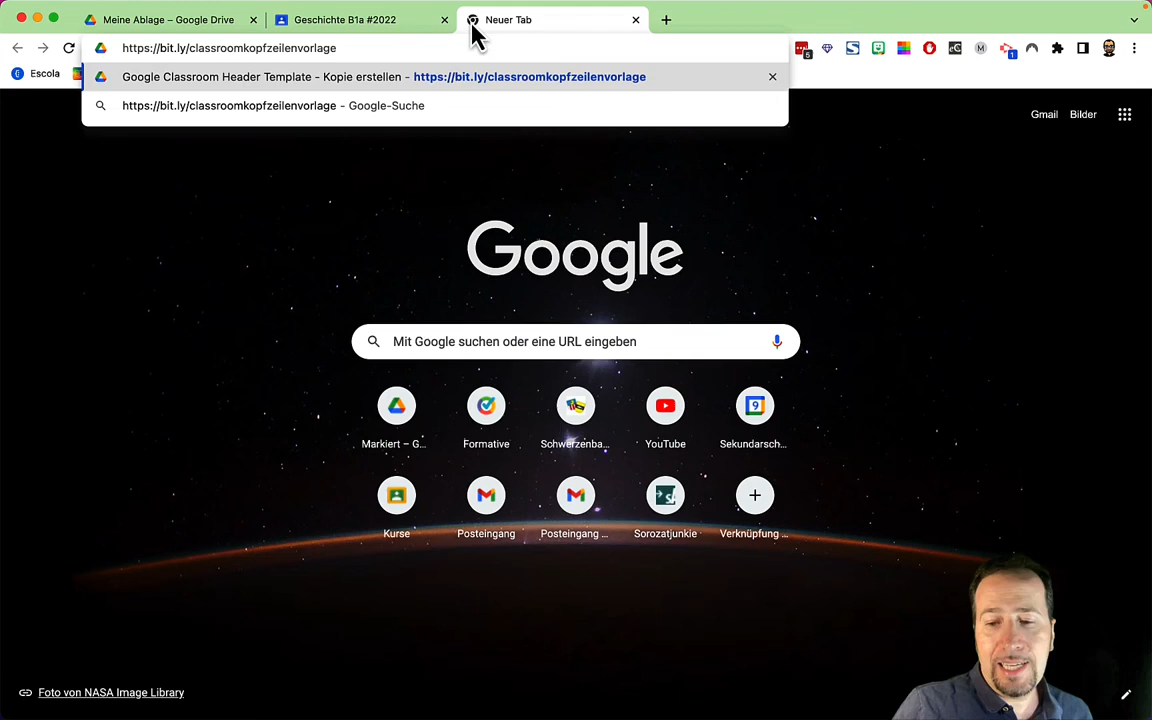 Meine Ablage – Google Drive
Geschichte B1a #2022
Neuer Tab
https://bit.ly/classroomkopfzeilenvorlage
Escola
Google Classroom Header Template - Kopie erstellen - https://bit.ly/classroomkopfzeilenvorlage
https://bit.ly/classroomkopfzeilenvorlage - Google-Suche
Gmail Bilder
Google
Mit Google suchen oder eine URL eingeben
Markiert – G...
Formative
Schwerzenba...
YouTube
9
Sekundarsch...
Kurse
Posteingang
Posteingang ...
Sorozatjunkie
Verknüpfung ...
Foto von NASA Image Library